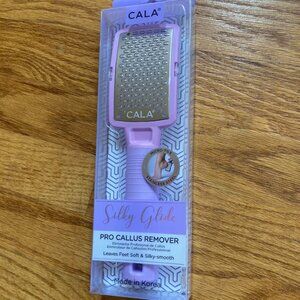 CALA®
CALA®
Silky Glide
PRO CALLUS REMOVER
Leaves Feet Soft & Silky-smooth
Made in Korea